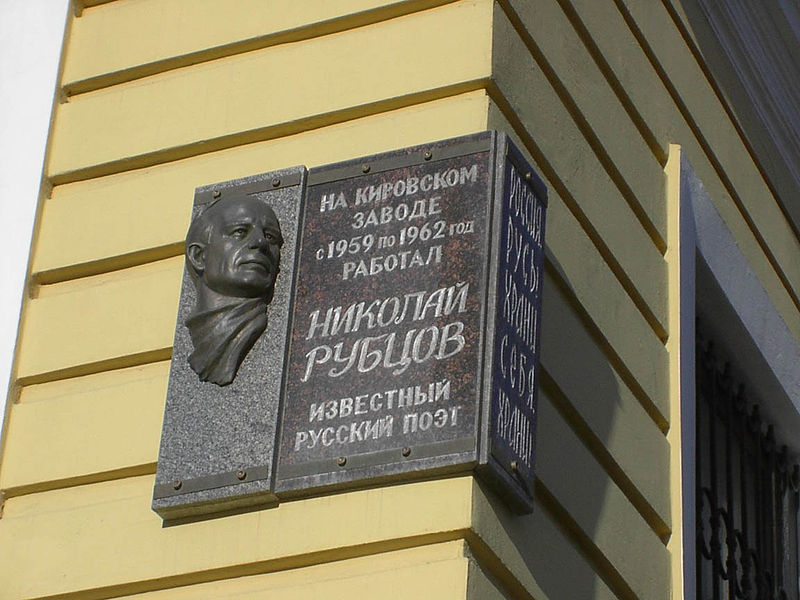 НА КИРОВСКОМ
ЗАВОДЕ
с 1959 по 1962 год
РАБОТАЛ
НИКОЛАЙ
РУБЦОВ
ИЗВЕСТНЫЙ
РУССКИЙ ПОЭТ
РОССИЯ,
РУСЬ!
ХРАНИ
СЕБЯ,
ХРАНИ!